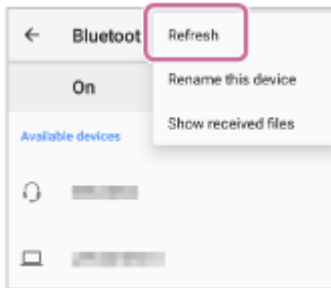 Bluetoot
Refresh
On
Rename this device
Show received files
Available devices